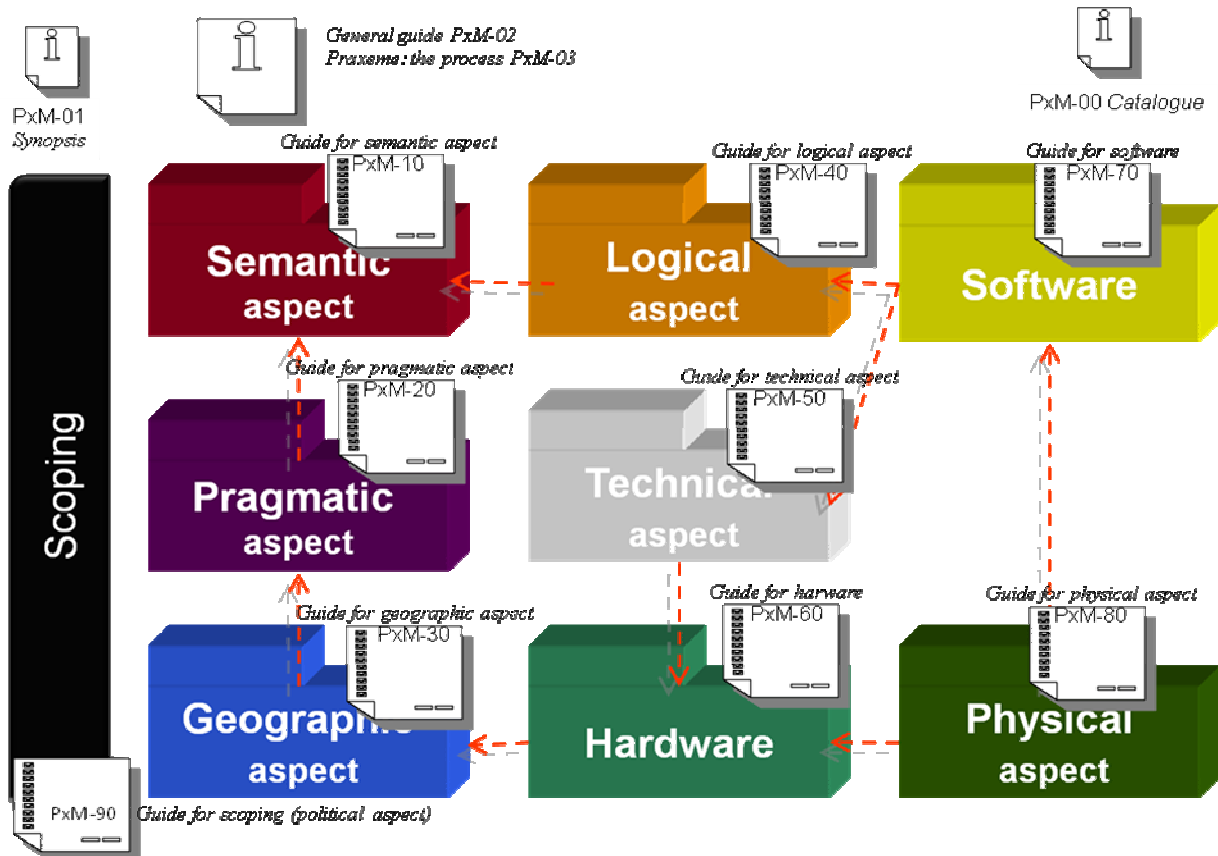 General guide PxM-02
Praxeme: the process PxM-03
PxM-01
Synopsis
PxM-00 Catalogue
Guide for semantic aspect
PxM-10
Semantic
aspect
Guide for logical aspect
PxM-40
Logical
aspect
Guide for software
PxM-70
Software
Scoping
Guide for pragmatic aspect
PxM-20
Pragmatic
aspect
Guide for technical aspect
PxM-50
Technical
aspect
Guide for geographic aspect
PxM-30
Geographic
aspect
Guide for harware
PxM-60
Hardware
Guide for physical aspect
PxM-80
Physical
aspect
PxM-90
Guide for scoping (political aspect)